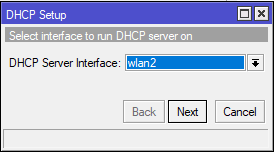 DHCP Setup
Select interface to run DHCP server on
DHCP Server Interface: wlan2
Back Next Cancel